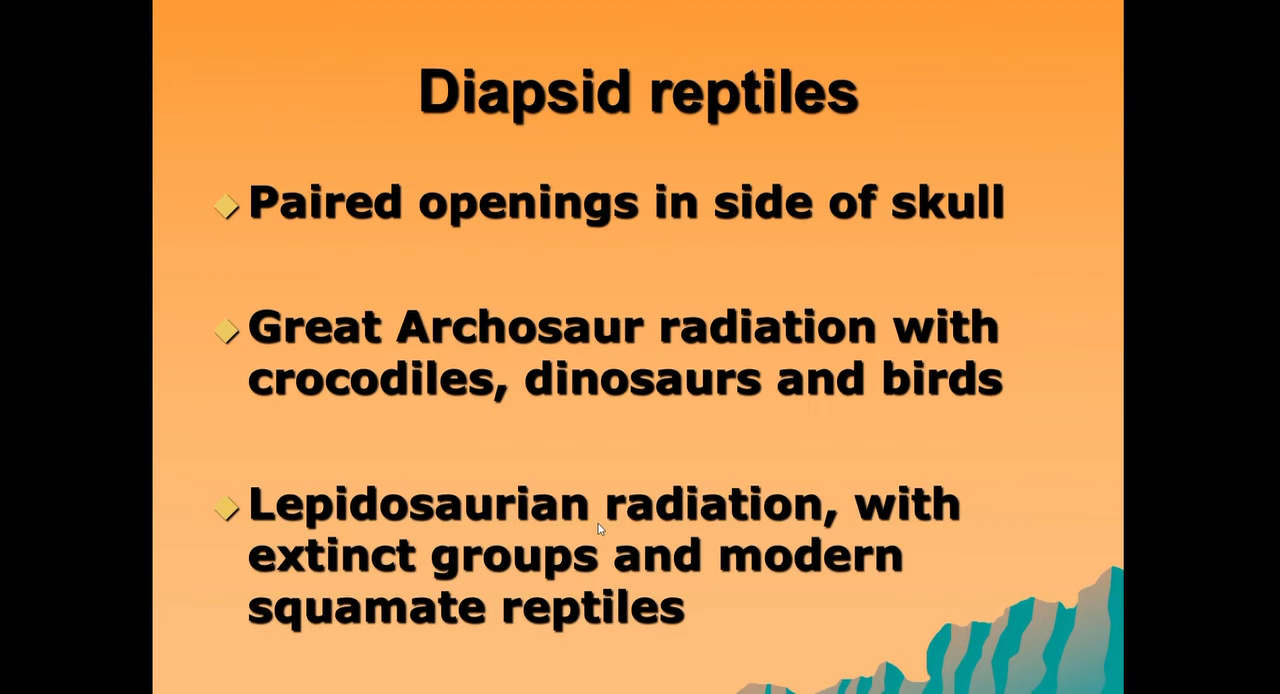 Diapsid reptiles
Paired openings in side of skull
Great Archosaur radiation with
crocodiles, dinosaurs and birds
Lepidosaurian radiation, with
extinct groups and modern
squamate reptiles